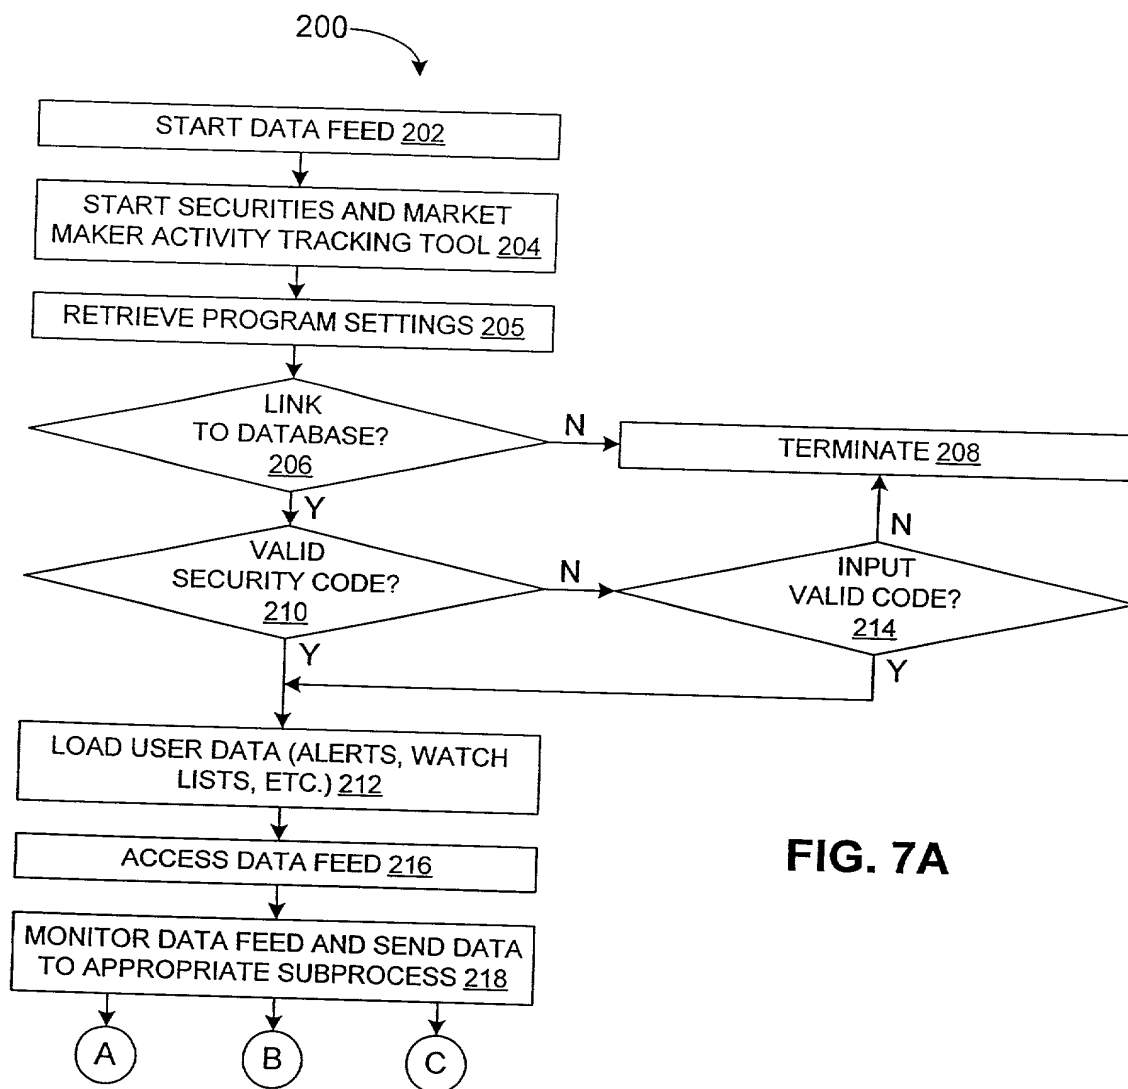 200
START DATA FEED 202
START SECURITIES AND MARKET
MAKER ACTIVITY TRACKING TOOL 204
RETRIEVE PROGRAM SETTINGS 205
LINK
TO DATABASE?
206
N
TERMINATE 208
Y
N
VALID
SECURITY CODE?
210
N
INPUT
VALID CODE?
214
Y
Y
LOAD USER DATA (ALERTS, WATCH
LISTS, ETC.) 212
ACCESS DATA FEED 216
FIG. 7A
MONITOR DATA FEED AND SEND DATA
TO APPROPRIATE SUBPROCESS 218
A
B
C